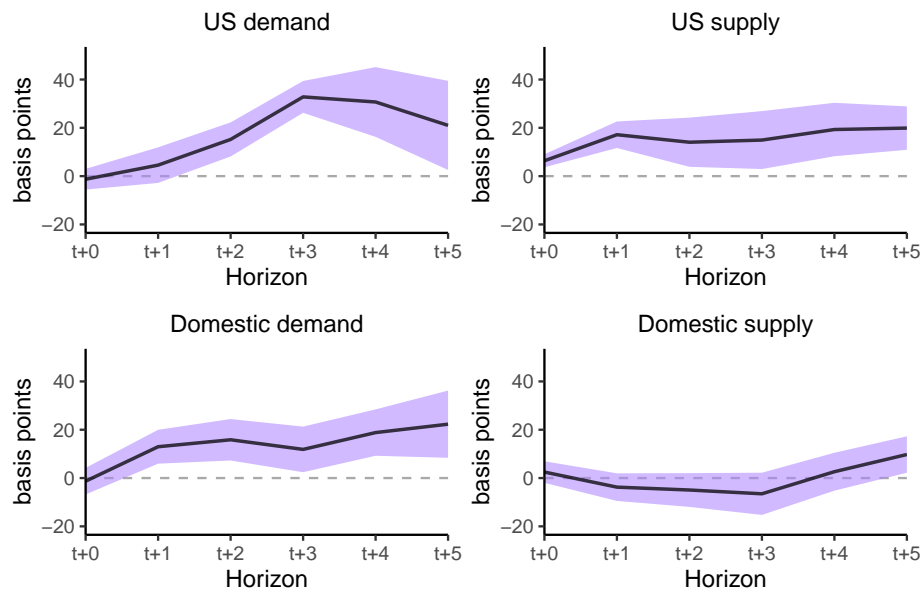 US demand
basis points
40
20
0
−20
t+0 t+1 t+2 t+3 t+4 t+5
Horizon
US supply
basis points
40
20
0
−20
t+0 t+1 t+2 t+3 t+4 t+5
Horizon
Domestic demand
basis points
40
20
0
−20
t+0 t+1 t+2 t+3 t+4 t+5
Horizon
Domestic supply
basis points
40
20
0
−20
t+0 t+1 t+2 t+3 t+4 t+5
Horizon